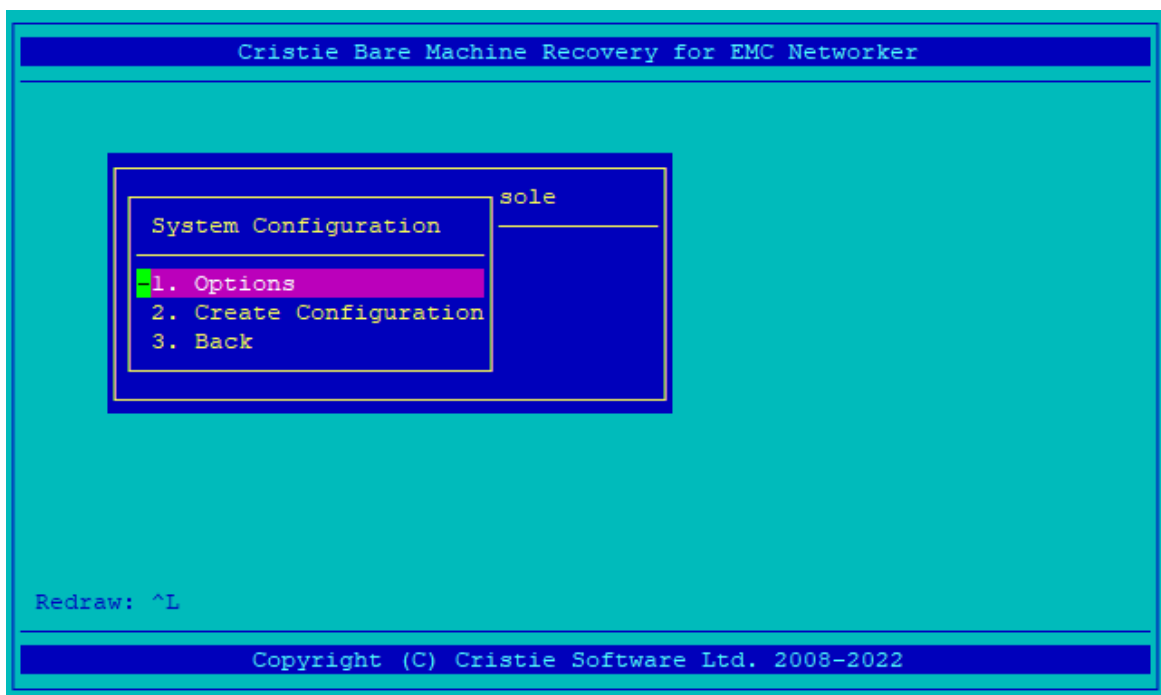 Cristie Bare Machine Recovery for EMC Networker
sole
System Configuration
-1. Options
2. Create Configuration
3. Back
Redraw: ^L
Copyright (C) Cristie Software Ltd. 2008-2022